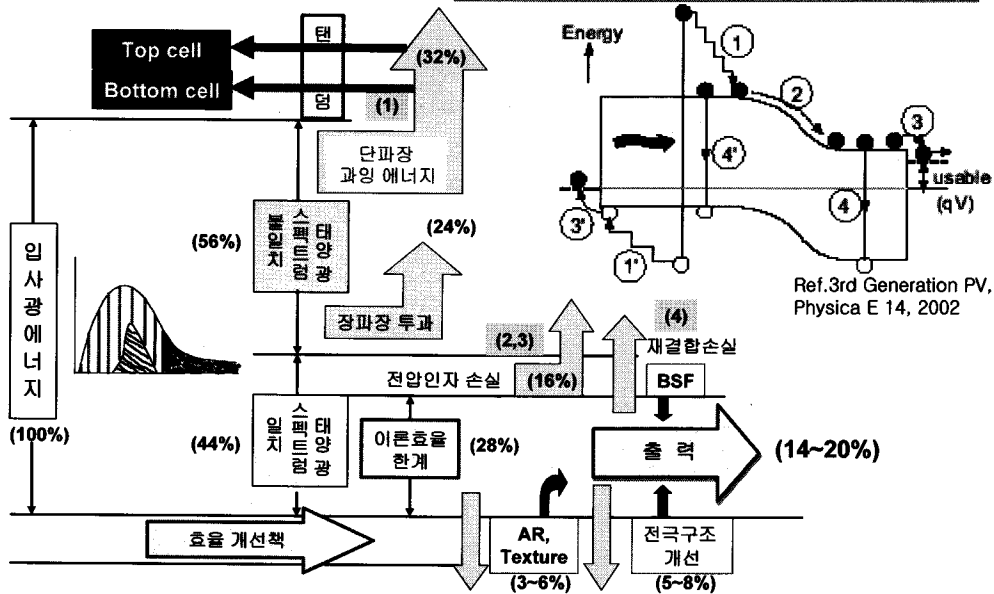 Top cell
Bottom cell
탠덤
(32%)
(1)
단파장
과잉 에너지
Energy
1
2
3
4'
4
3'
1'
usable
(qV)
Ref.3rd Generation PV,
Physica E 14, 2002
입사광에너지
(100%)
(56%)
태양광
스펙트럼
불일치
(24%)
장파장 투과
(2,3)
(4)
재결합손실
전압인자 손실
(16%)
BSF
(44%)
태양광
스펙트럼
일치
이론효율
한계
(28%)
출 력
(14~20%)
효율 개선책
AR,
Texture
(3~6%)
전극구조
개선
(5~8%)